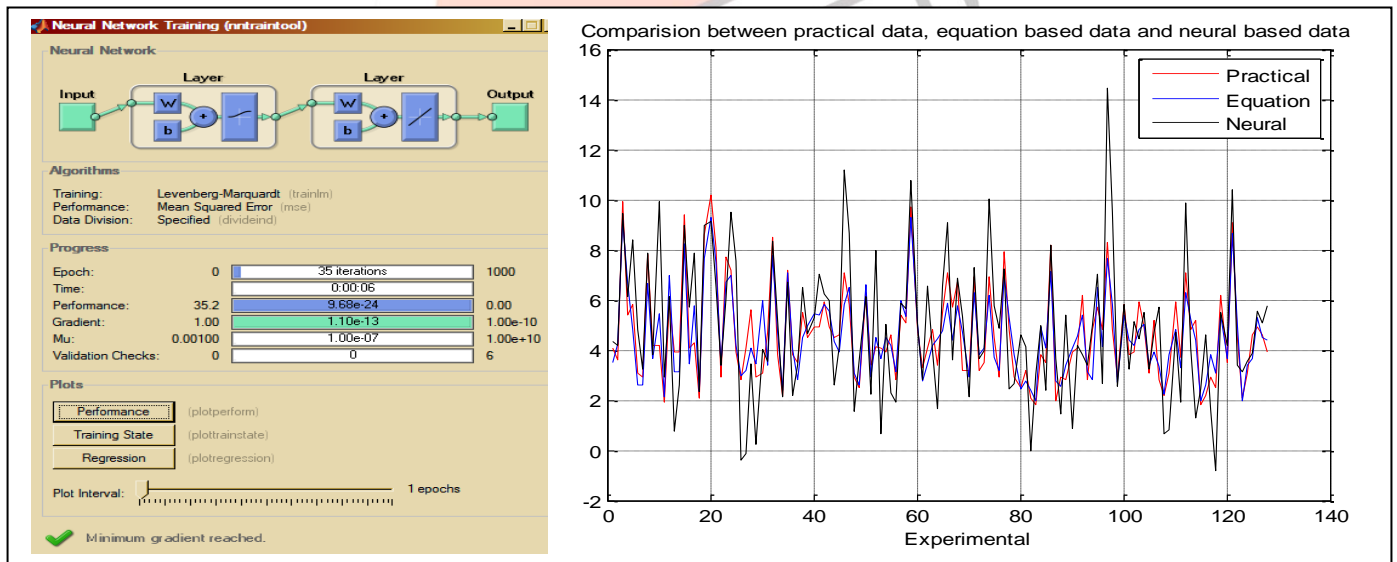 Neural Network Training (nntraintool)
Neural Network
Layer
Layer
Input
Output
W
b
+
W
b
+
Algorithms
Training: Levenberg-Marquardt (trainlm)
Performance: Mean Squared Error (mse)
Data Division: Specified (divideind)
Progress
Epoch: 0 35 iterations 1000
Time: 0:00:06
Performance: 35.2 9.68e-24 0.00
Gradient: 1.00 1.10e-13 1.00e-10
Mu: 0.00100 1.00e-07 1.00e+10
Validation Checks: 0 0 6
Plots
Performance (plotperform)
Training State (plottrainstate)
Regression (plotregression)
Plot Interval: 1 epochs
Minimum gradient reached.
Comparision between practical data, equation based data and neural based data
16
14
12
10
8
6
4
2
0
-2
Practical
Equation
Neural
0 20 40 60 80 100 120 140
Experimental